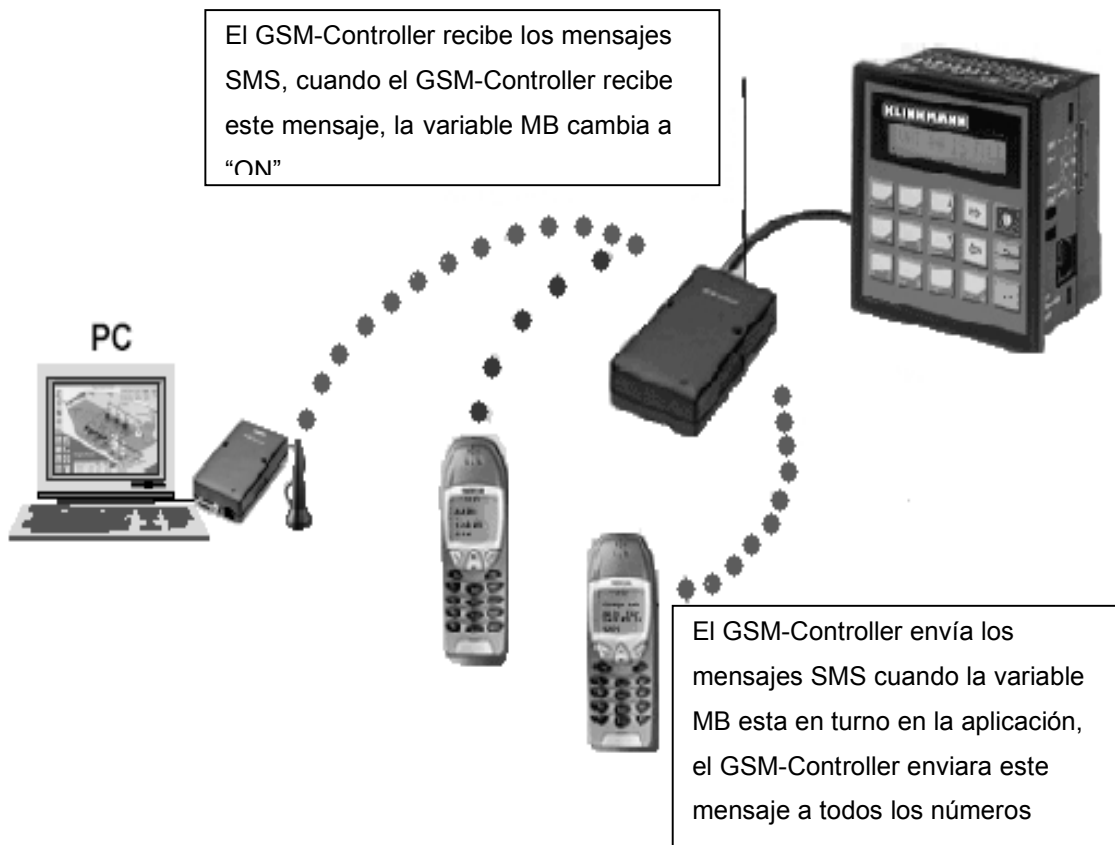 El GSM-Controller recibe los mensajes
SMS, cuando el GSM-Controller recibe
este mensaje, la variable MB cambia a
“ON”
KLINKMANN
PC
El GSM-Controller envía los
mensajes SMS cuando la variable
MB esta en turno en la aplicación,
el GSM-Controller enviara este
mensaje a todos los números